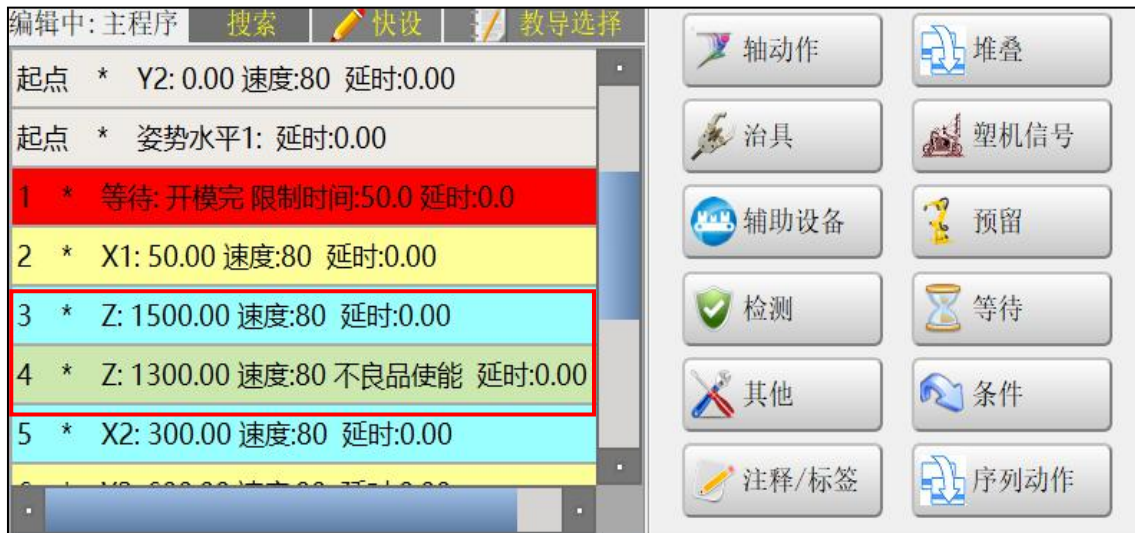 编辑中:主程序 搜索 快设 教导选择
起点 * Y2: 0.00 速度:80 延时:0.00
起点 * 姿势水平1: 延时:0.00
1 * 等待: 开模完 限制时间:50.0 延时:0.0
2 * X1: 50.00 速度:80 延时:0.00
3 * Z: 1500.00 速度:80 延时:0.00
4 * Z: 1300.00 速度:80 不良品使能 延时:0.00
5 * X2: 300.00 速度:80 延时:0.00
轴动作 堆叠
治具 塑机信号
辅助设备 预留
检测 等待
其他 条件
注释/标签 序列动作